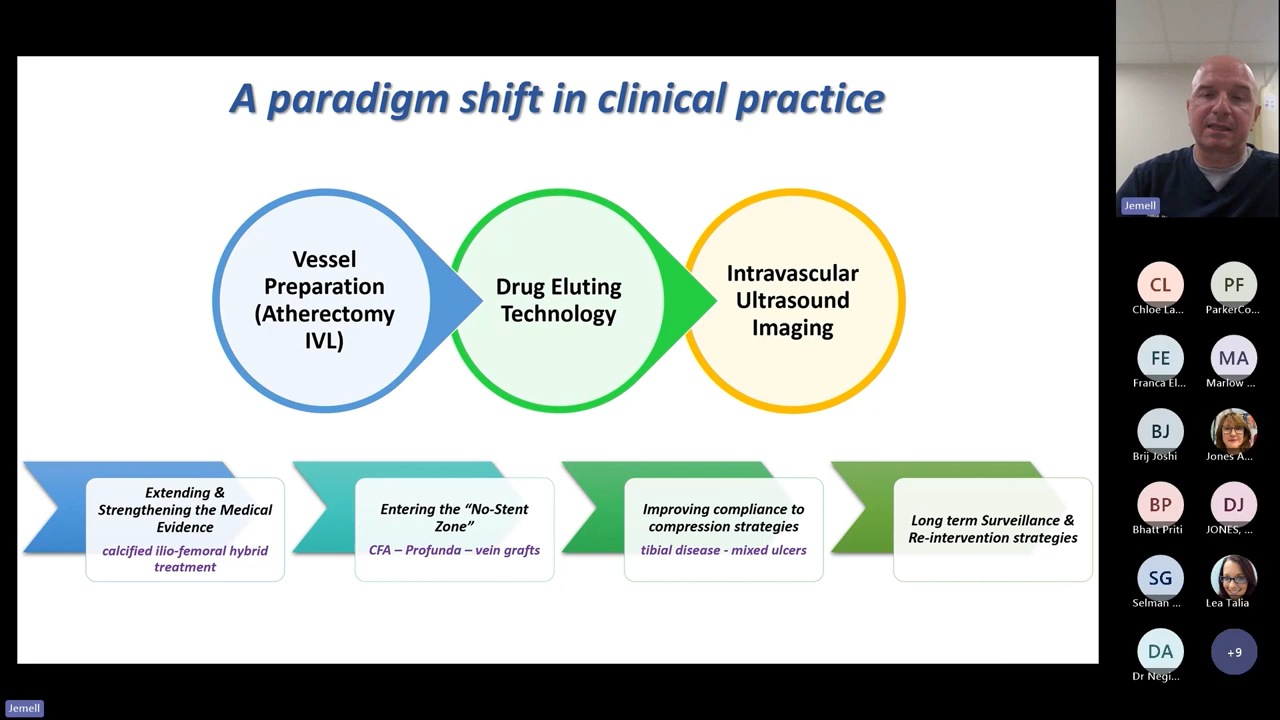 A paradigm shift in clinical practice
Vessel
Preparation
(Atherectomy
IVL)
Drug Eluting
Technology
Intravascular
Ultrasound
Imaging
Extending &
Strengthening the Medical
Evidence
calcified ilio-femoral hybrid
treatment
Entering the “No-Stent
Zone”
CFA – Profunda – vein grafts
Improving compliance to
compression strategies
tibial disease - mixed ulcers
Long term Surveillance &
Re-intervention strategies
Jemell
CL
Chloe La...
PF
ParkerCo...
FE
Franca El...
MA
Marlow ...
BJ
Brij Joshi
Jones A...
BP
Bhatt Priti
DJ
JONES, ...
SG
Selman ...
Lea Talia
DA
Dr Negi...
+9
Jemell